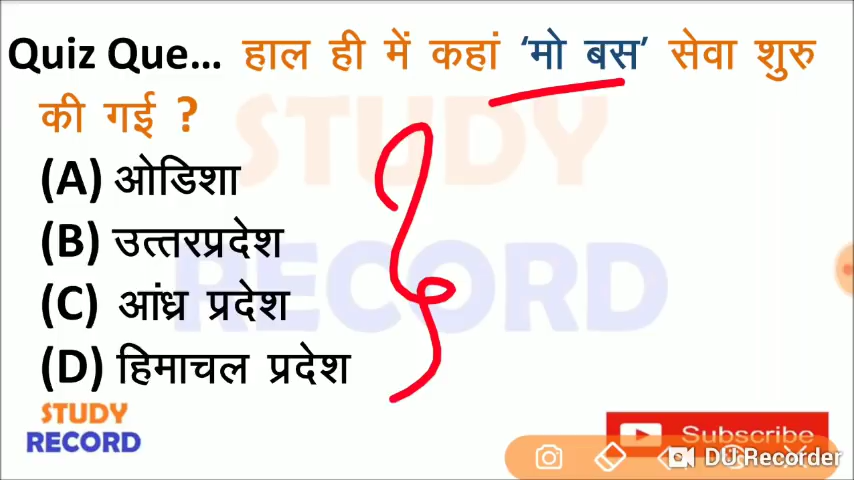 Quiz Que... हाल ही में कहां ‘मो बस’ सेवा शुरु
की गई ?
(A) ओडिशा
(B) उत्तरप्रदेश
(C) आंध्र प्रदेश
(D) हिमाचल प्रदेश
STUDY
RECORD
STUDY
RECORD
Subscribe
DU Recorder